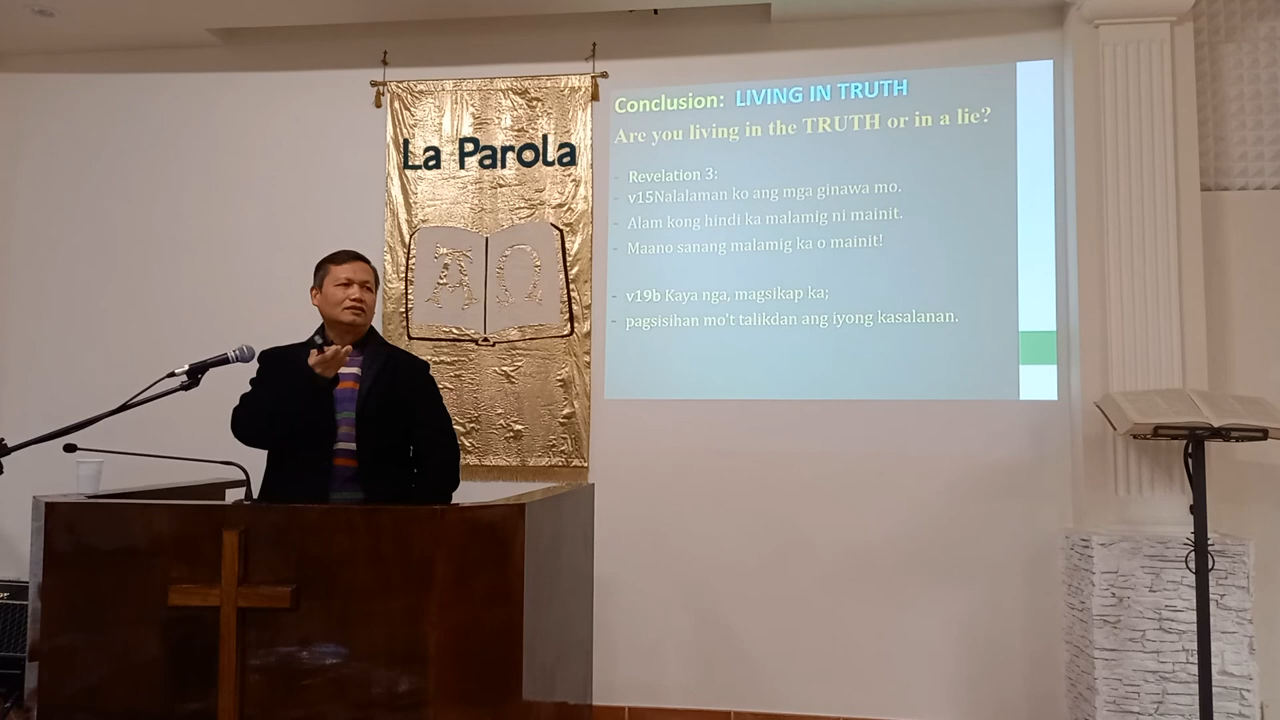 La Parola
Α Ω
Conclusion: LIVING IN TRUTH
Are you living in the TRUTH or in a lie?
- Revelation 3:
v15Nalalaman ko ang mga ginawa mo.
- Alam kong hindi ka malamig ni mainit.
- Maano sanang malamig ka o mainit!
- v19b Kaya nga, magsikap ka;
- pagsisihan mo't talikdan ang iyong kasalanan.